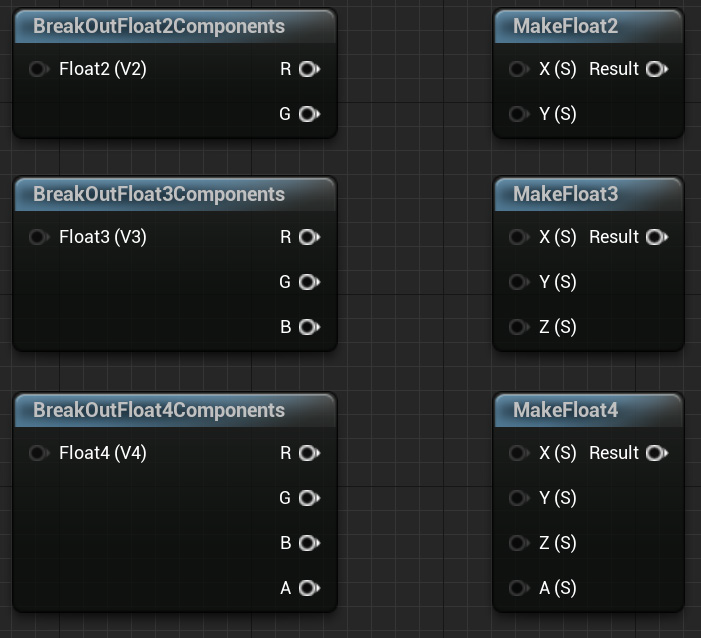 BreakOutFloat2Components
Float2 (V2) R
G
MakeFloat2
X (S) Result
Y (S)
BreakOutFloat3Components
Float3 (V3) R
G
B
MakeFloat3
X (S) Result
Y (S)
Z (S)
BreakOutFloat4Components
Float4 (V4) R
G
B
A
MakeFloat4
X (S) Result
Y (S)
Z (S)
A (S)